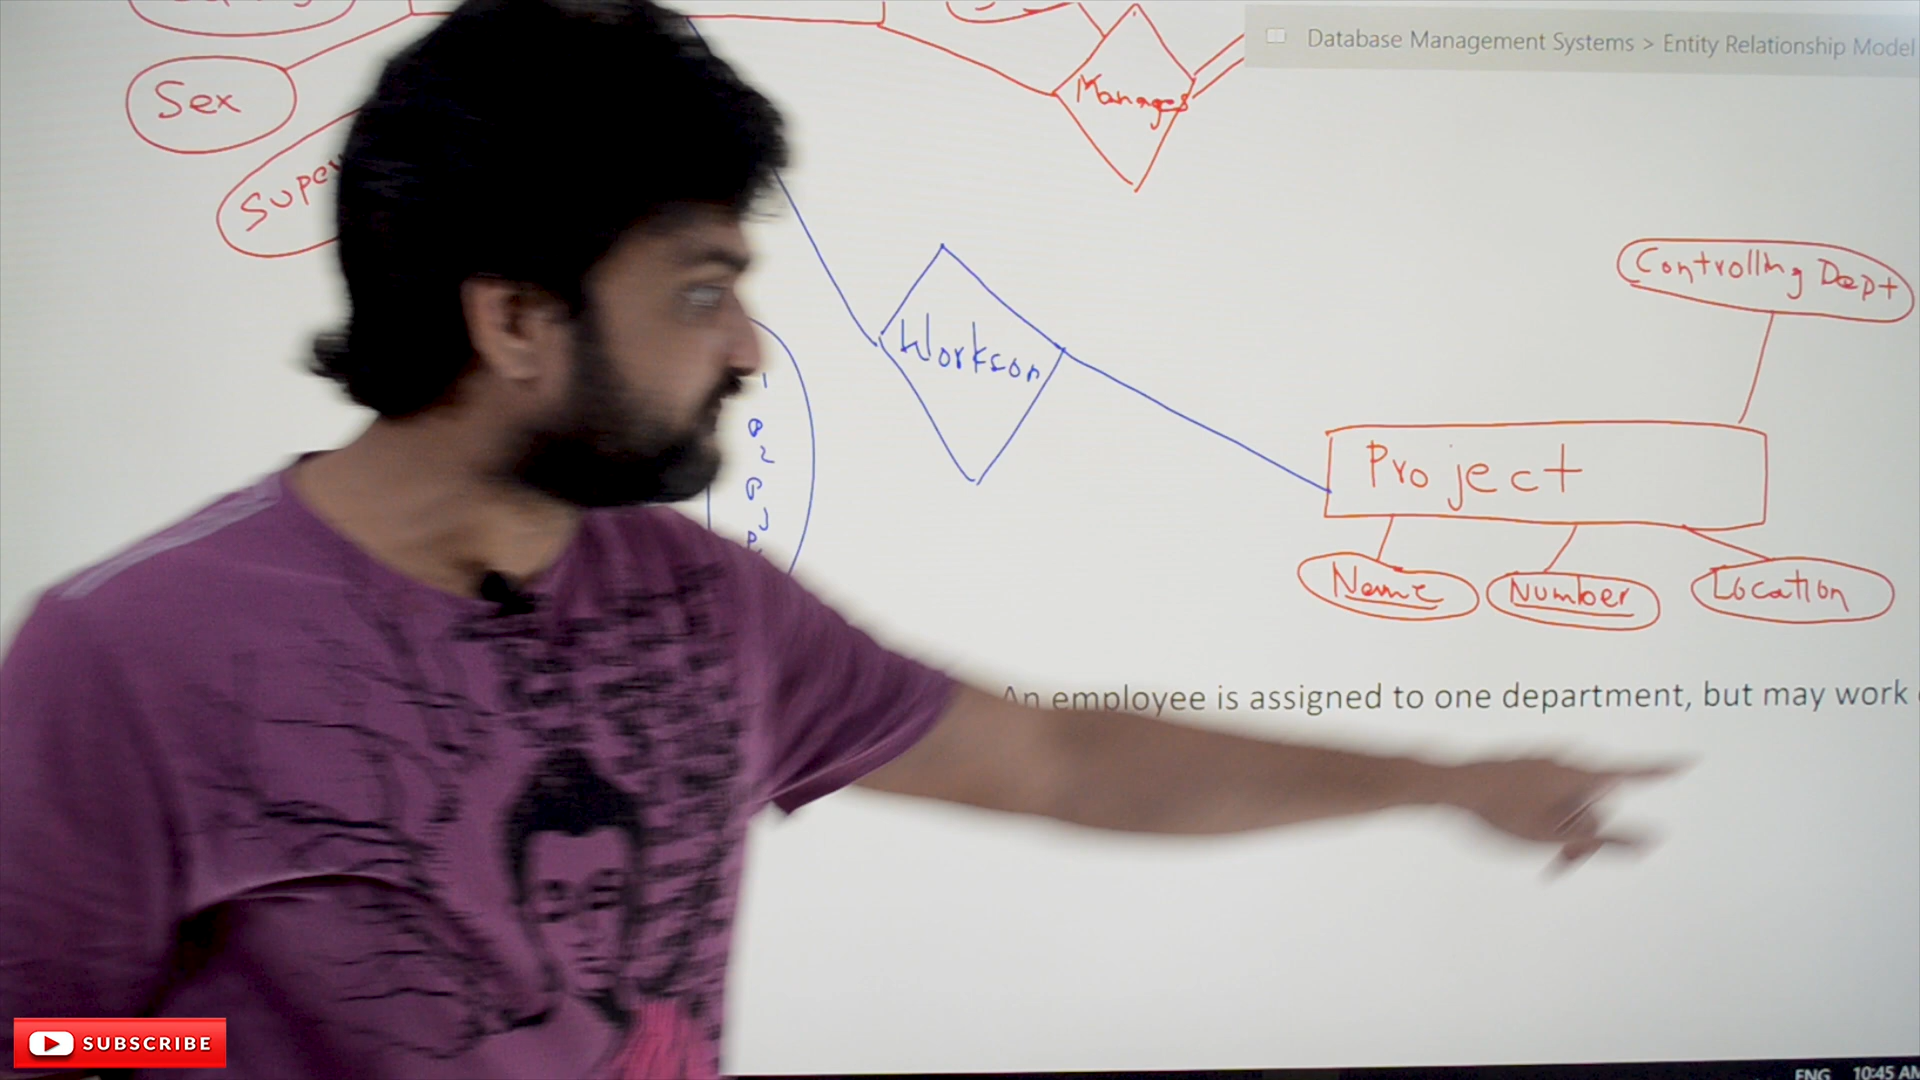 Database Management Systems > Entity Relationship Model
Sex
Manages
Super
Controlling Dept
Workson
Project
Name
Number
Location
An employee is assigned to one department, but may work
SUBSCRIBE
ENG 10:45 AM